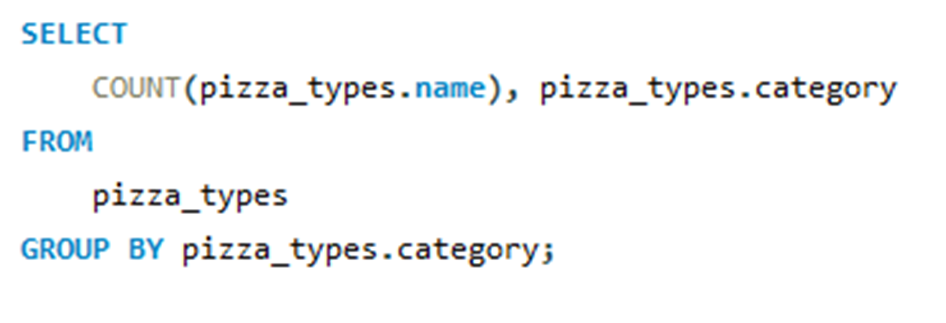 SELECT
COUNT(pizza_types.name), pizza_types.category
FROM
pizza_types
GROUP BY pizza_types.category;